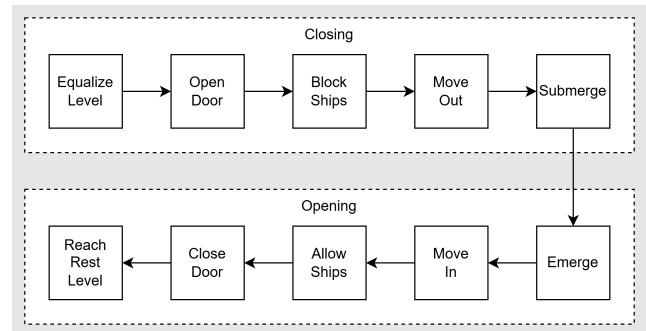 Closing
Equalize
Level
Open
Door
Block
Ships
Move
Out
Submerge
Opening
Reach
Rest
Level
Close
Door
Allow
Ships
Move
In
Emerge